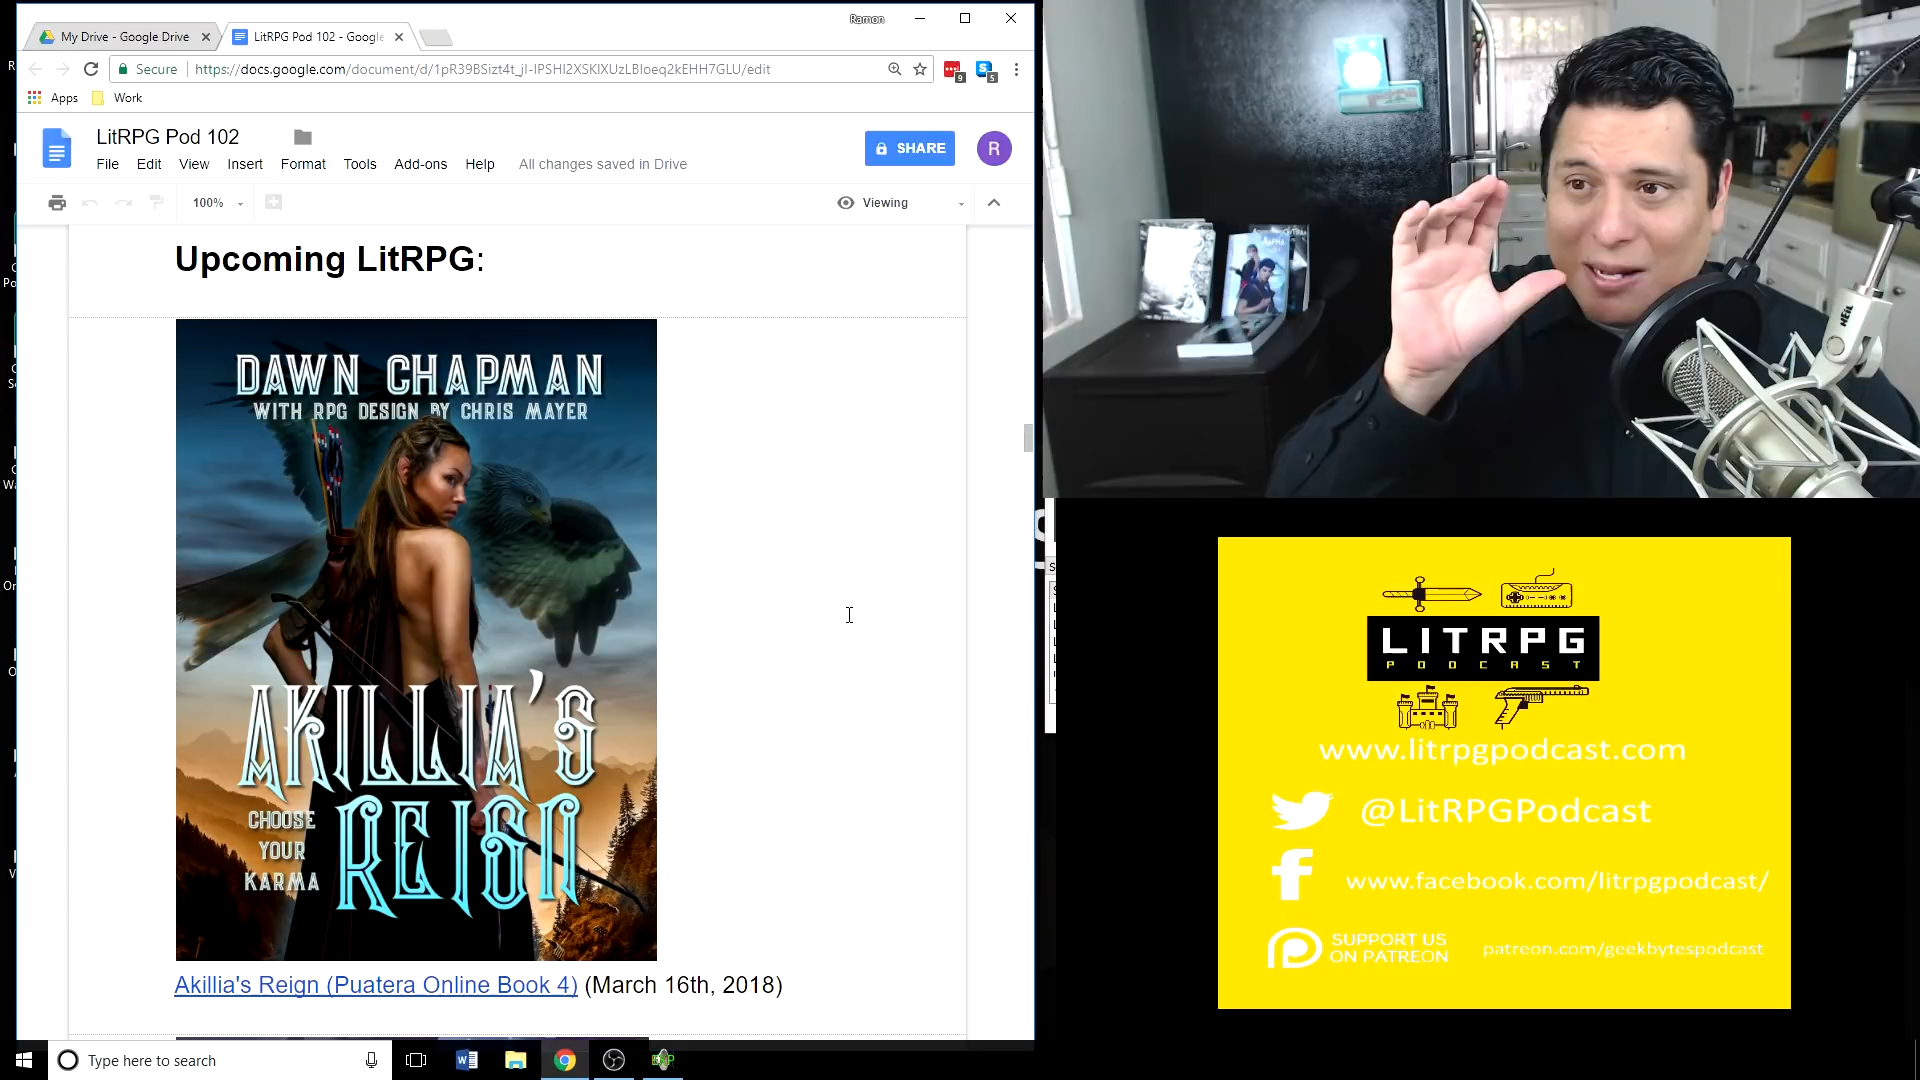 Ramon
My Drive - Google Drive
LitRPG Pod 102 - Google
Secure
https://docs.google.com/document/d/1pR39BSizt4t_jI-IPSHI2XSKIXUzLBIoeq2kEHH7GLU/edit
9
5
Apps
Work
LitRPG Pod 102
File Edit View Insert Format Tools Add-ons Help All changes saved in Drive
SHARE
R
100%
Viewing
Upcoming LitRPG:
DAWN CHAPMAN
WITH RPG DESIGN BY CHRIS MAYER
AKILLIA'S
REIGN
CHOOSE
YOUR
KARMA
Akillia's Reign (Puatera Online Book 4) (March 16th, 2018)
Type here to search
HEIL
LITRPG
PODCAST
www.litrpgpodcast.com
@LitRPGPodcast
www.facebook.com/litrpgpodcast/
SUPPORT US
ON PATREON
patreon.com/geekbytespodcast